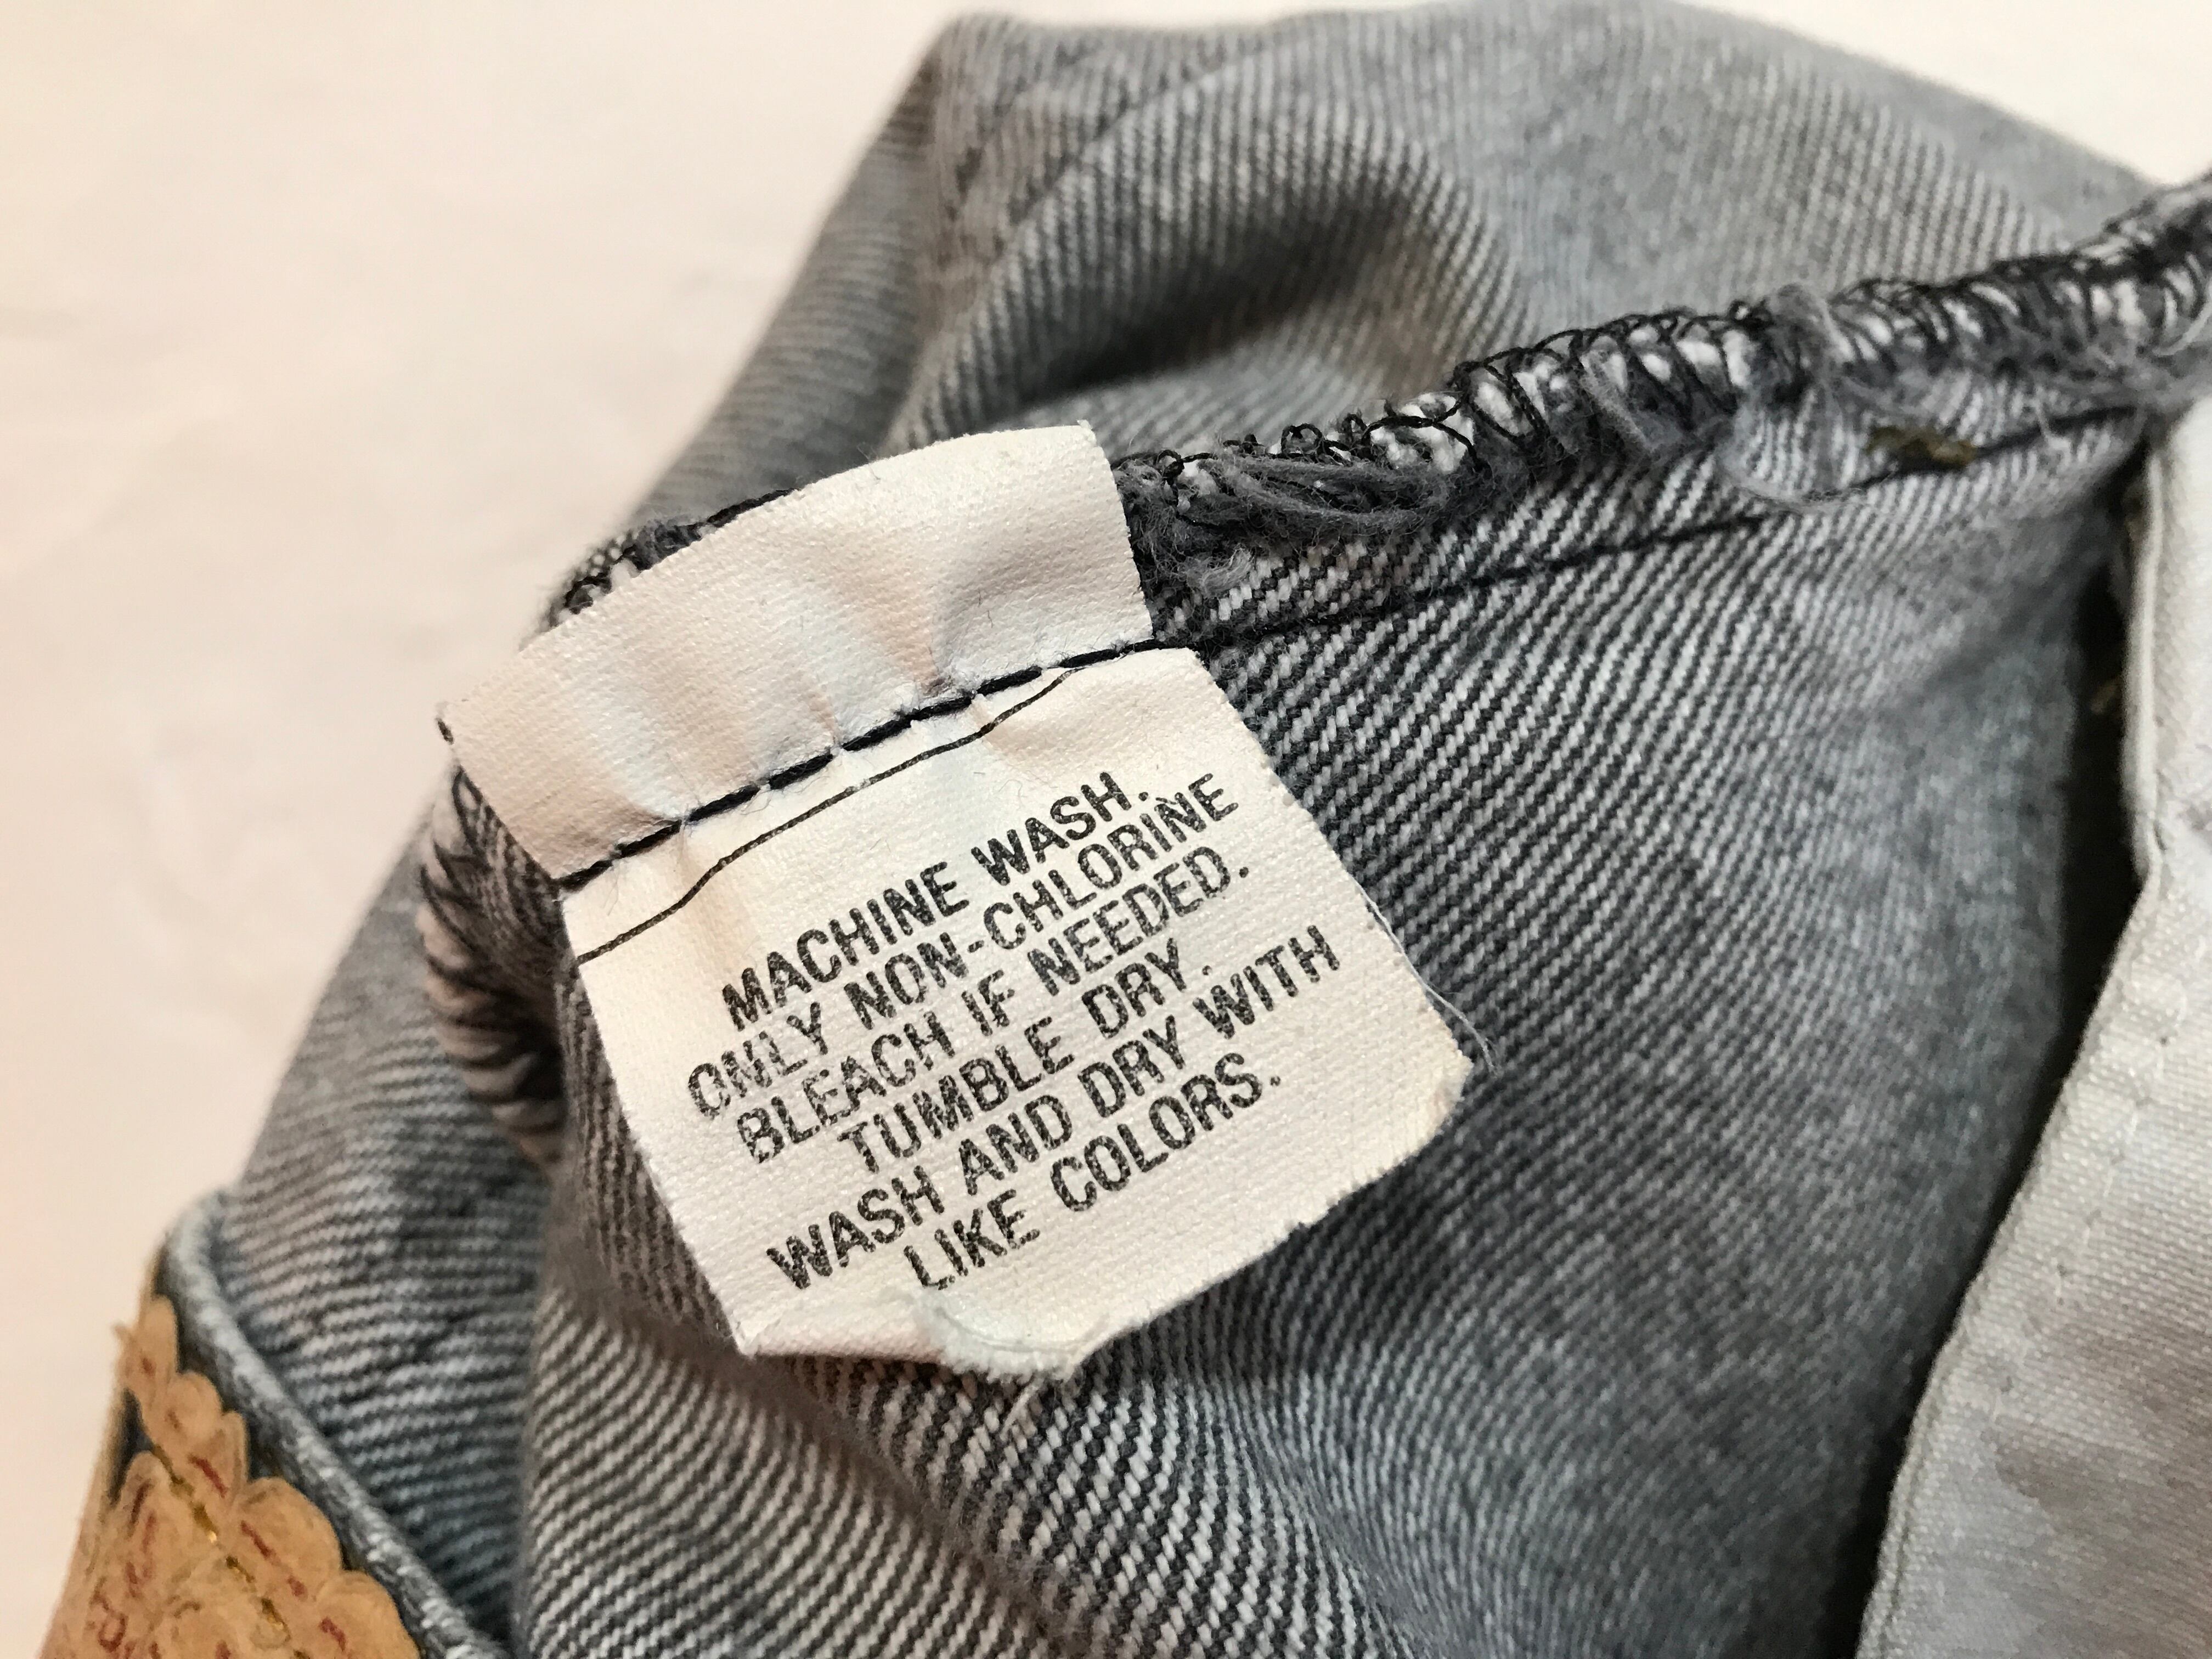 MACHINE WASH.
ONLY NON-CHLORINE
BLEACH IF NEEDED.
TUMBLE DRY.
WASH AND DRY WITH
LIKE COLORS.